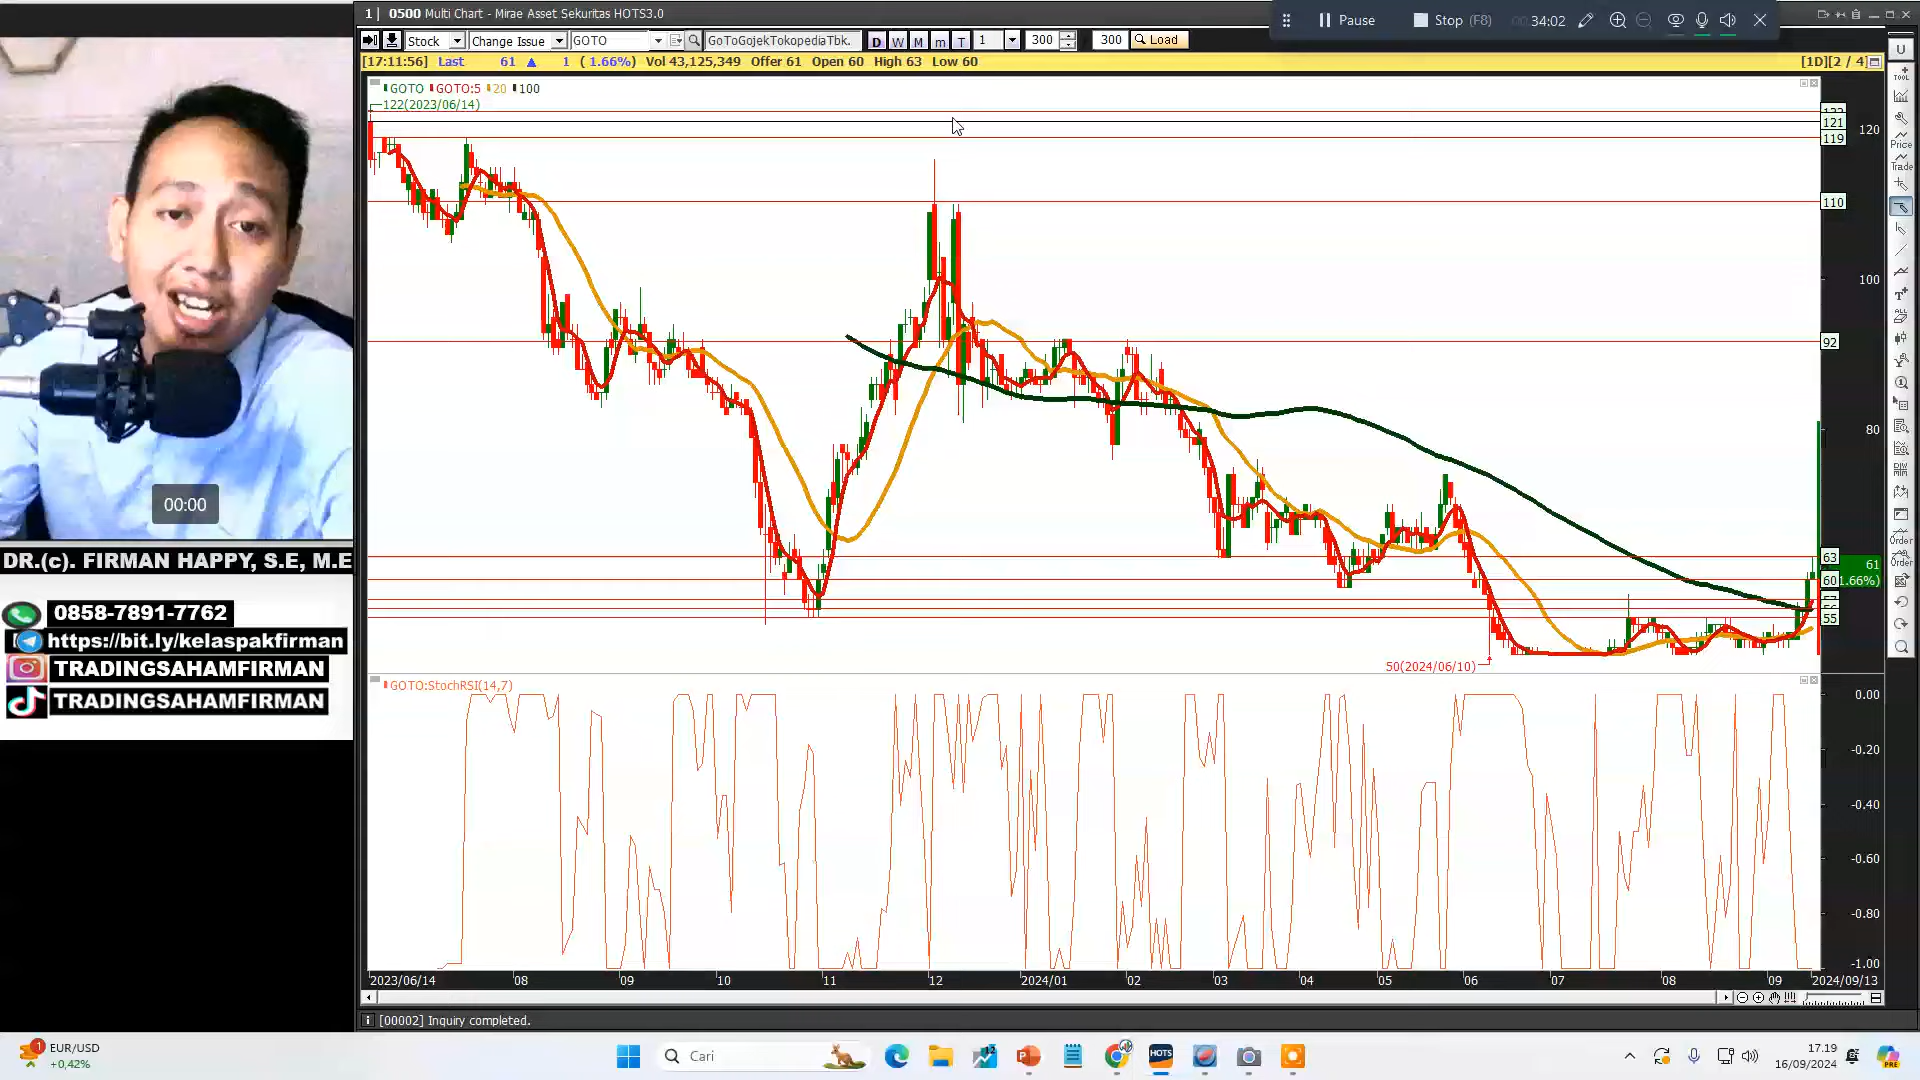 1 | 0500 Multi Chart - Mirae Asset Sekuritas HOTS3.0
Pause
Stop (F8)
34:02
Stock
Change Issue
GOTO
GoToGojekTokopediaTbk.
D W M m T
1
300
300
Load
[17:11:56] Last 61 ▲ 1 ( 1.66%) Vol 43,125,349 Offer 61 Open 60 High 63 Low 60
[1D][2 / 4]
GOTO GOTO:5 20 100
122(2023/06/14)
121
120
119
110
100
92
80
63
61
60
1.66%)
55
50(2024/06/10)
Price
Trade
Order
Order
00:00
DR.(c). FIRMAN HAPPY, S.E, M.E
0858-7891-7762
https://bit.ly/kelaspakfirman
TRADINGSAHAMFIRMAN
TRADINGSAHAMFIRMAN
GOTO:StochRSI(14,7)
0.00
-0.20
-0.40
-0.60
-0.80
-1.00
2023/06/14 08 09 10 11 12 2024/01 02 03 04 05 06 07 08 09 2024/09/13
[00002] Inquiry completed.
1
EUR/USD
+0,42%
Cari
HOTS
17.19
16/09/2024
PRE